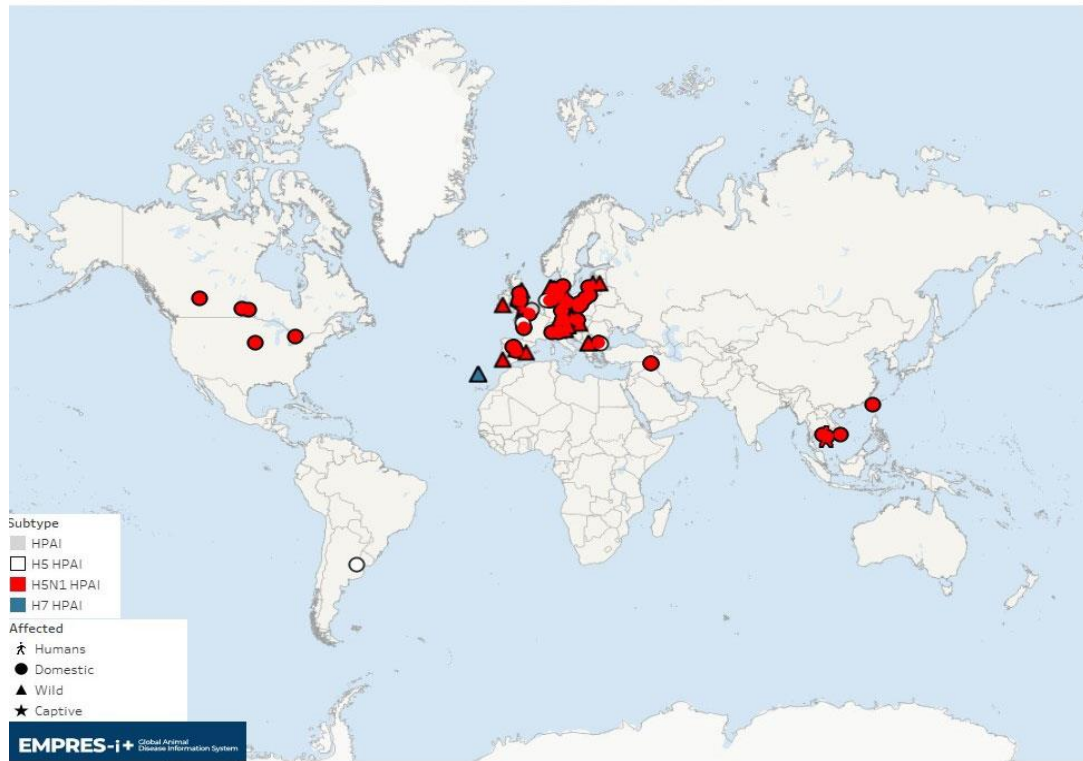 Subtype
HPAI
H5 HPAI
H5N1 HPAI
H7 HPAI
Affected
Humans
Domestic
Wild
Captive
EMPRES-i+ Global Animal
Disease Information System